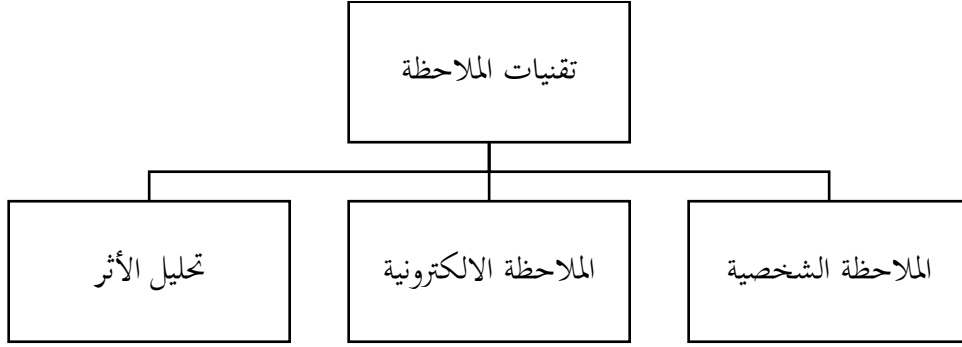 تقنيات الملاحظة
الملاحظة الشخصية
الملاحظة الالكترونية
تحليل الأثر